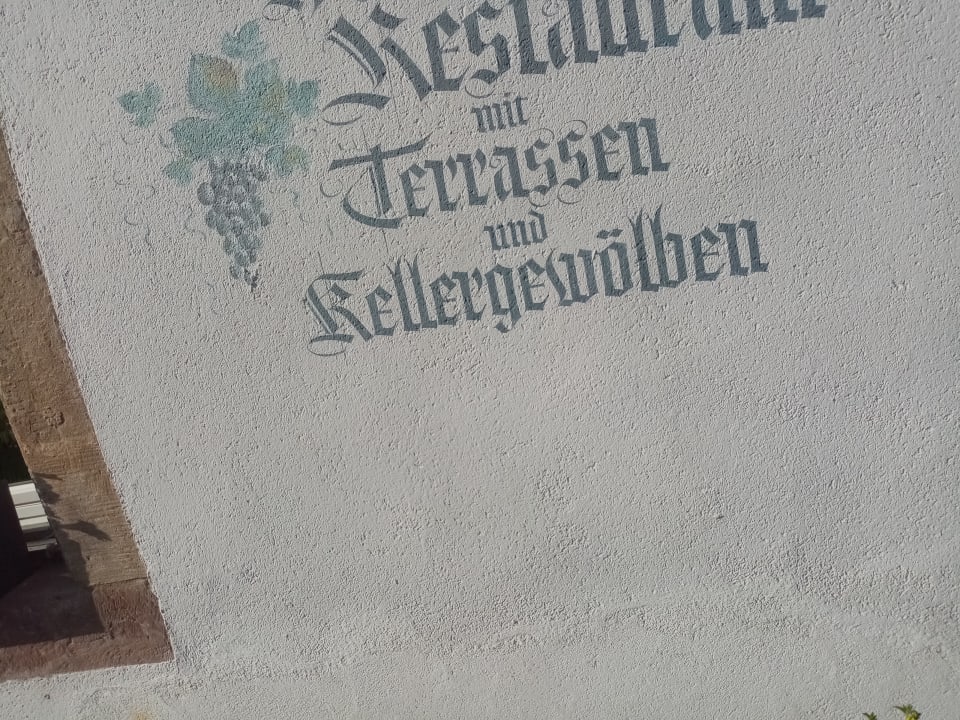 Restaurant
mit
Terrassen
und
Kellergewölben